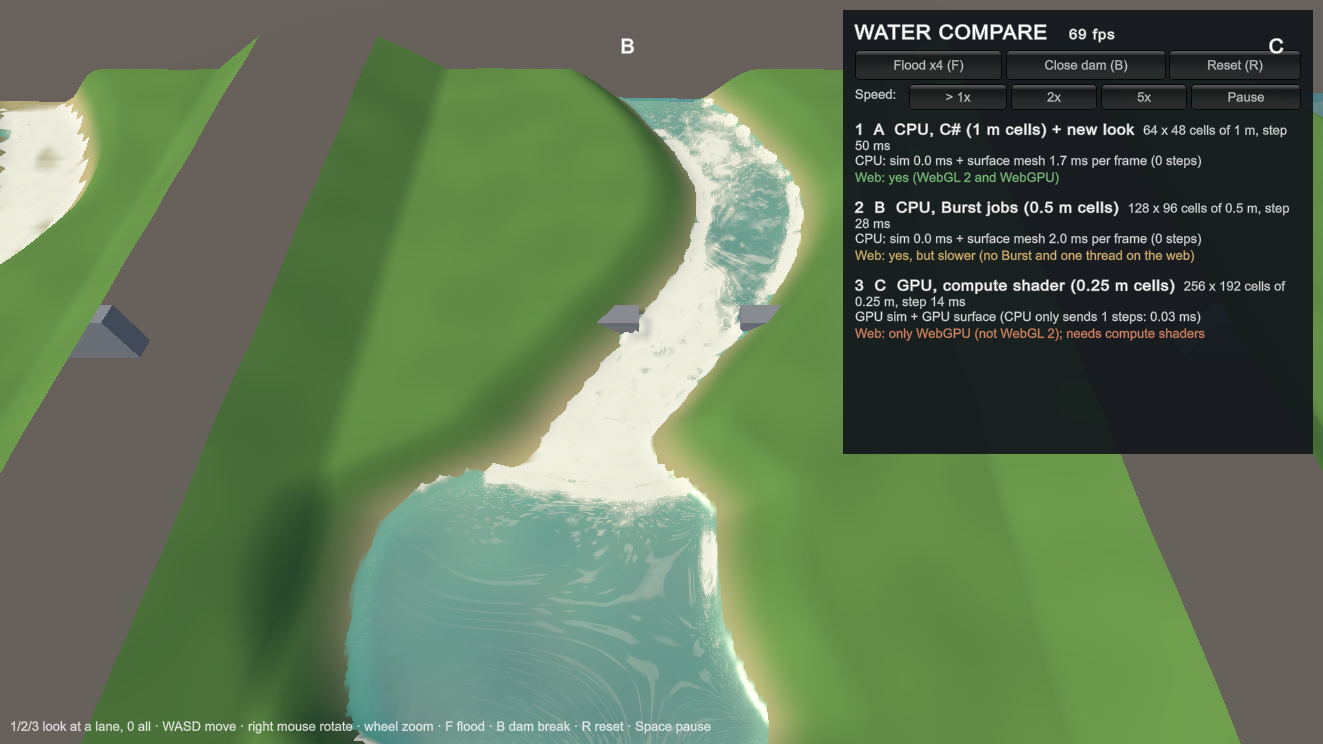 B
WATER COMPARE 69 fps
C
Flood x4 (F) Close dam (B) Reset (R)
Speed: > 1x 2x 5x Pause
1 A CPU, C# (1 m cells) + new look 64 x 48 cells of 1 m, step
50 ms
CPU: sim 0.0 ms + surface mesh 1.7 ms per frame (0 steps)
Web: yes (WebGL 2 and WebGPU)
2 B CPU, Burst jobs (0.5 m cells) 128 x 96 cells of 0.5 m, step
28 ms
CPU: sim 0.0 ms + surface mesh 2.0 ms per frame (0 steps)
Web: yes, but slower (no Burst and one thread on the web)
3 C GPU, compute shader (0.25 m cells) 256 x 192 cells of
0.25 m, step 14 ms
GPU sim + GPU surface (CPU only sends 1 steps: 0.03 ms)
Web: only WebGPU (not WebGL 2); needs compute shaders
1/2/3 look at a lane, 0 all · WASD move · right mouse rotate · wheel zoom · F flood · B dam break · R reset · Space pause